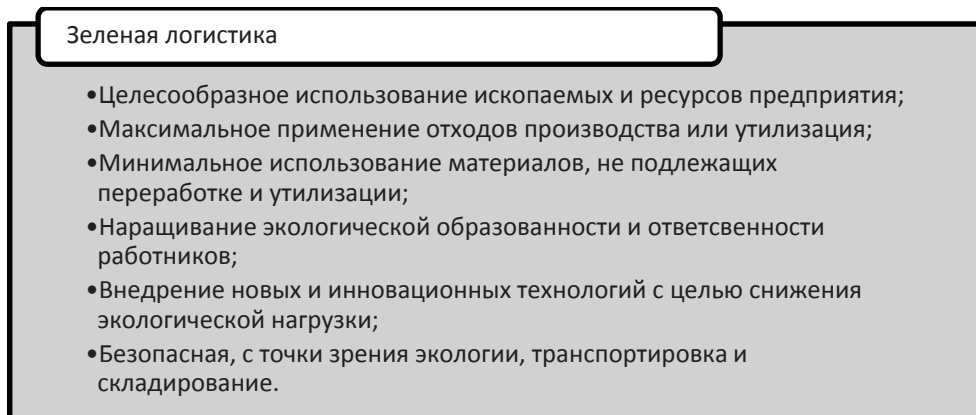 Зеленая логистика
•Целесообразное использование ископаемых и ресурсов предприятия;
•Максимальное применение отходов производства или утилизация;
•Минимальное использование материалов, не подлежащих
переработке и утилизации;
•Наращивание экологической образованности и ответсвенности
работников;
•Внедрение новых и инновационных технологий с целью снижения
экологической нагрузки;
•Безопасная, с точки зрения экологии, транспортировка и
складирование.